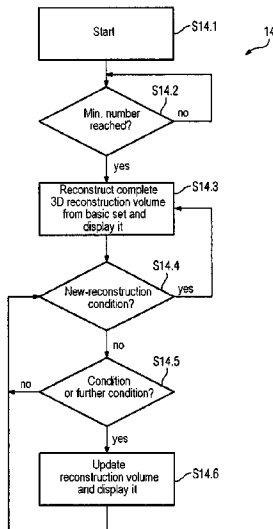 Start
S14.1
14
S14.2
Min. number
reached?
no
yes
Reconstruct complete
3D reconstruction volume
from basic set and
display it
S14.3
S14.4
New-reconstruction
condition?
yes
no
S14.5
no
Condition
or further condition?
yes
Update
reconstruction volume
and display it
S14.6